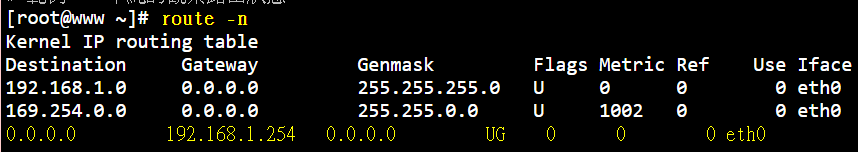 [root@www ~]# route -n
Kernel IP routing table
Destination Gateway Genmask Flags Metric Ref Use Iface
192.168.1.0 0.0.0.0 255.255.255.0 U 0 0 0 eth0
169.254.0.0 0.0.0.0 255.255.0.0 U 1002 0 0 eth0
0.0.0.0 192.168.1.254 0.0.0.0 UG 0 0 0 eth0